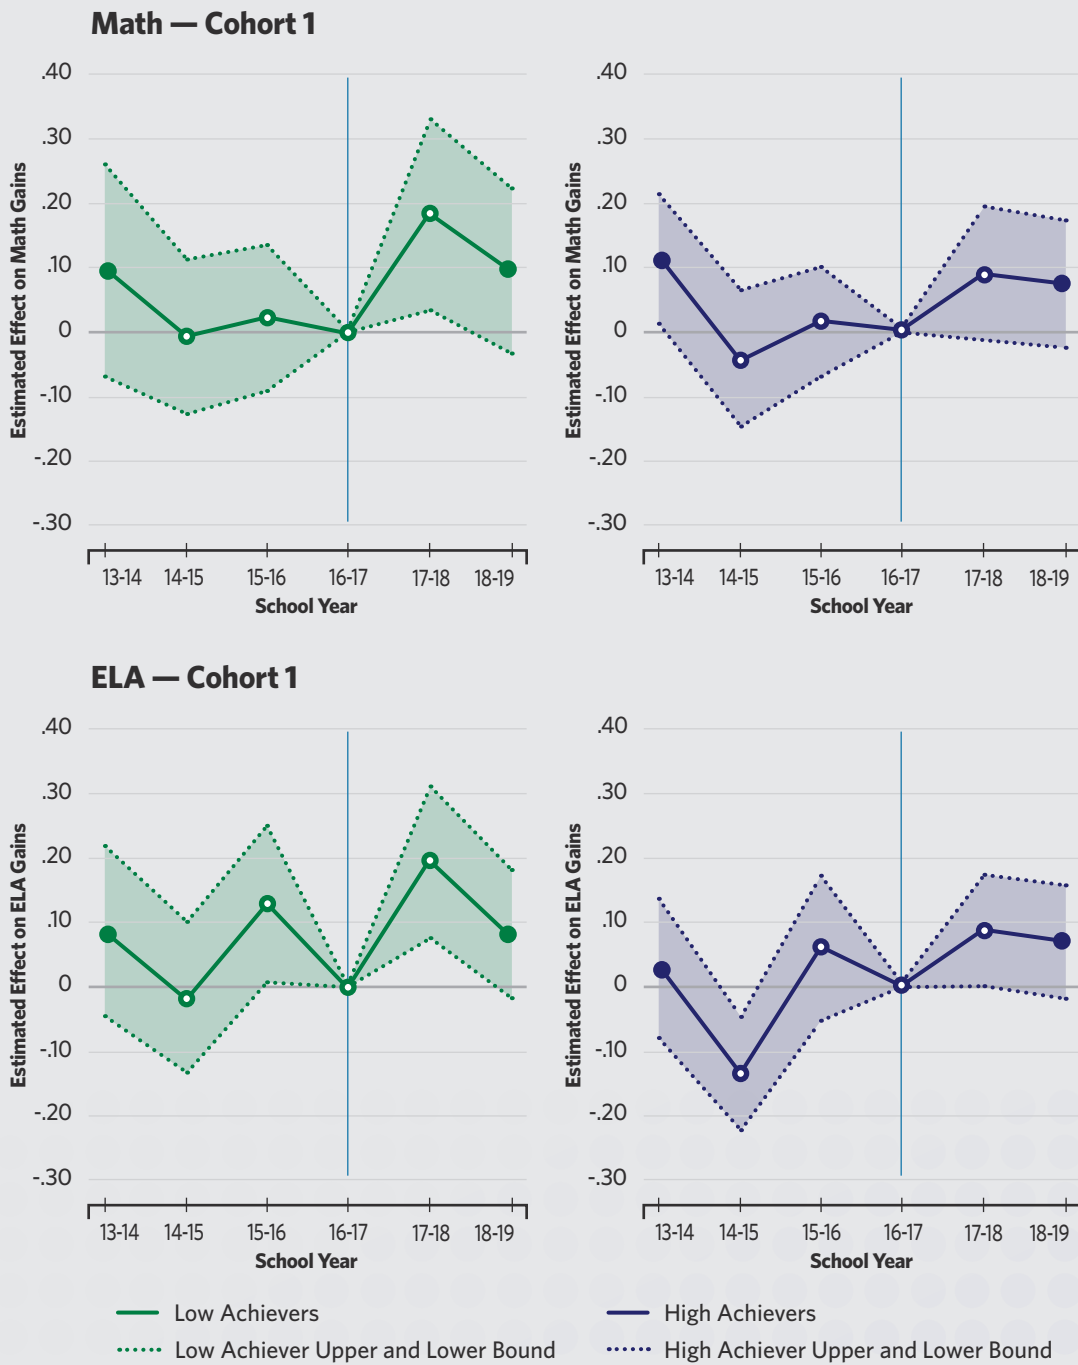 Math — Cohort 1
Estimated Effect on Math Gains
.40
.30
.20
.10
0
-.10
-.20
-.30
13-14 14-15 15-16 16-17 17-18 18-19
School Year
Estimated Effect on Math Gains
.40
.30
.20
.10
0
-.10
-.20
-.30
13-14 14-15 15-16 16-17 17-18 18-19
School Year
ELA — Cohort 1
Estimated Effect on ELA Gains
.40
.30
.20
.10
0
-.10
-.20
-.30
13-14 14-15 15-16 16-17 17-18 18-19
School Year
Estimated Effect on ELA Gains
.40
.30
.20
.10
0
-.10
-.20
-.30
13-14 14-15 15-16 16-17 17-18 18-19
School Year
Low Achievers
Low Achiever Upper and Lower Bound
High Achievers
High Achiever Upper and Lower Bound